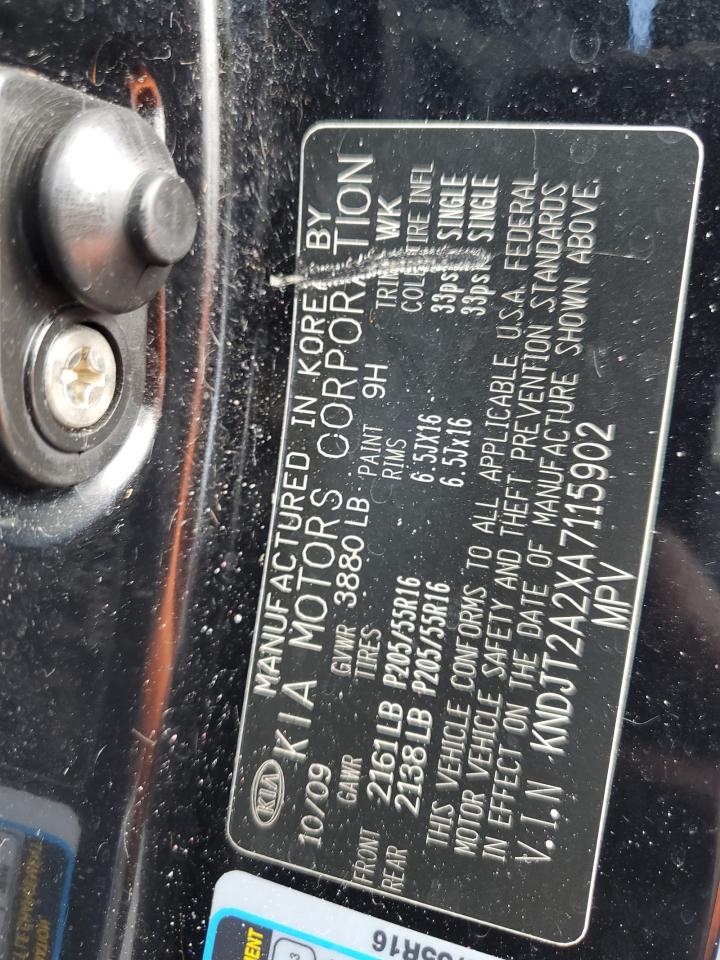 KIA
MANUFACTURED IN KOREA BY
KIA MOTORS CORPORATION
10/09 GVWR 3880 LB PAINT 9H TRIM WK
GAWR TIRES RIMS COLD TIRE INFL
FRONT 2161 LB P205/55R16 6.5JX16 33psi SINGLE
REAR 2138 LB P205/55R16 6.5Jx16 33psi SINGLE
THIS VEHICLE CONFORMS TO ALL APPLICABLE U.S.A. FEDERAL
MOTOR VEHICLE SAFETY AND THEFT PREVENTION STANDARDS
IN EFFECT ON THE DATE OF MANUFACTURE SHOWN ABOVE.
V.I.N KNDJT2A2XA7115902
MPV